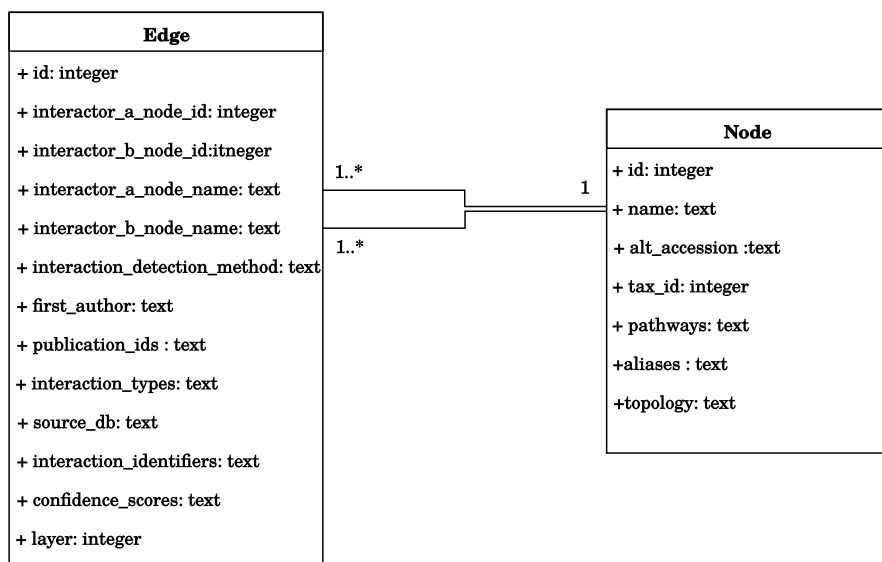 Edge
+ id: integer
+ interactor_a_node_id: integer
+ interactor_b_node_id:itneger
+ interactor_a_node_name: text
+ interactor_b_node_name: text
+ interaction_detection_method: text
+ first_author: text
+ publication_ids : text
+ interaction_types: text
+ source_db: text
+ interaction_identifiers: text
+ confidence_scores: text
+ layer: integer
1..*
1..*
1
Node
+ id: integer
+ name: text
+ alt_accession :text
+ tax_id: integer
+ pathways: text
+aliases : text
+topology: text